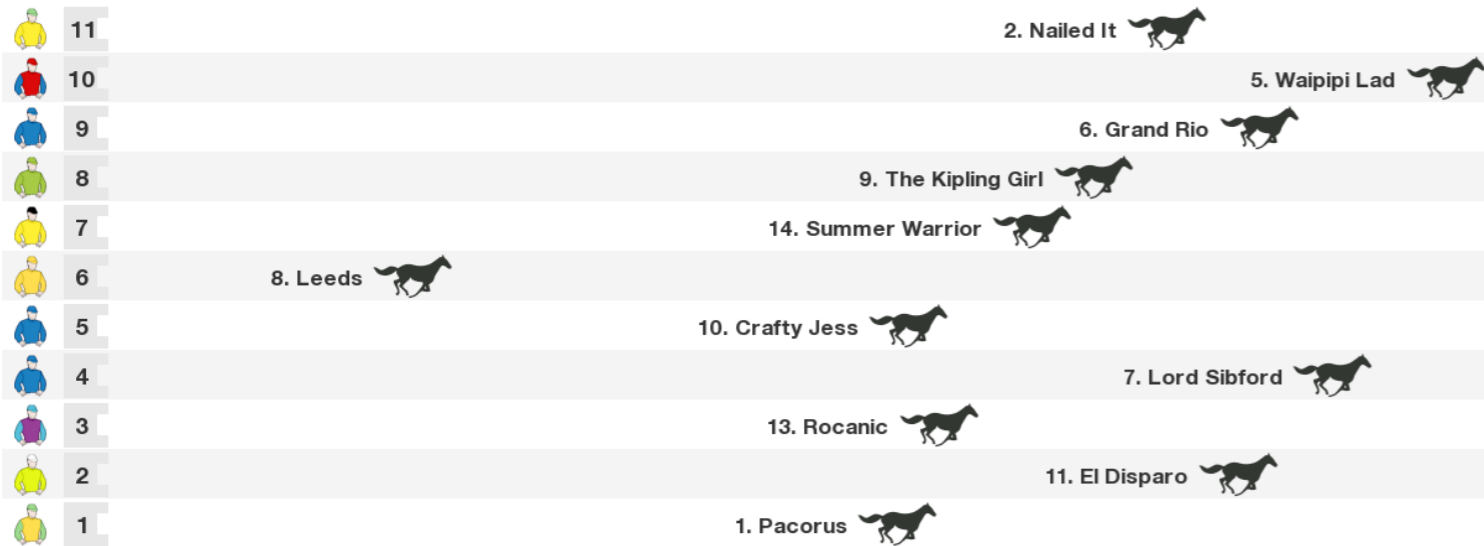 11 2. Nailed It
10 5. Waipipi Lad
9 6. Grand Rio
8 9. The Kipling Girl
7 14. Summer Warrior
6 8. Leeds
5 10. Crafty Jess
4 7. Lord Sibford
3 13. Rocanic
2 11. El Disparo
1 1. Pacorus